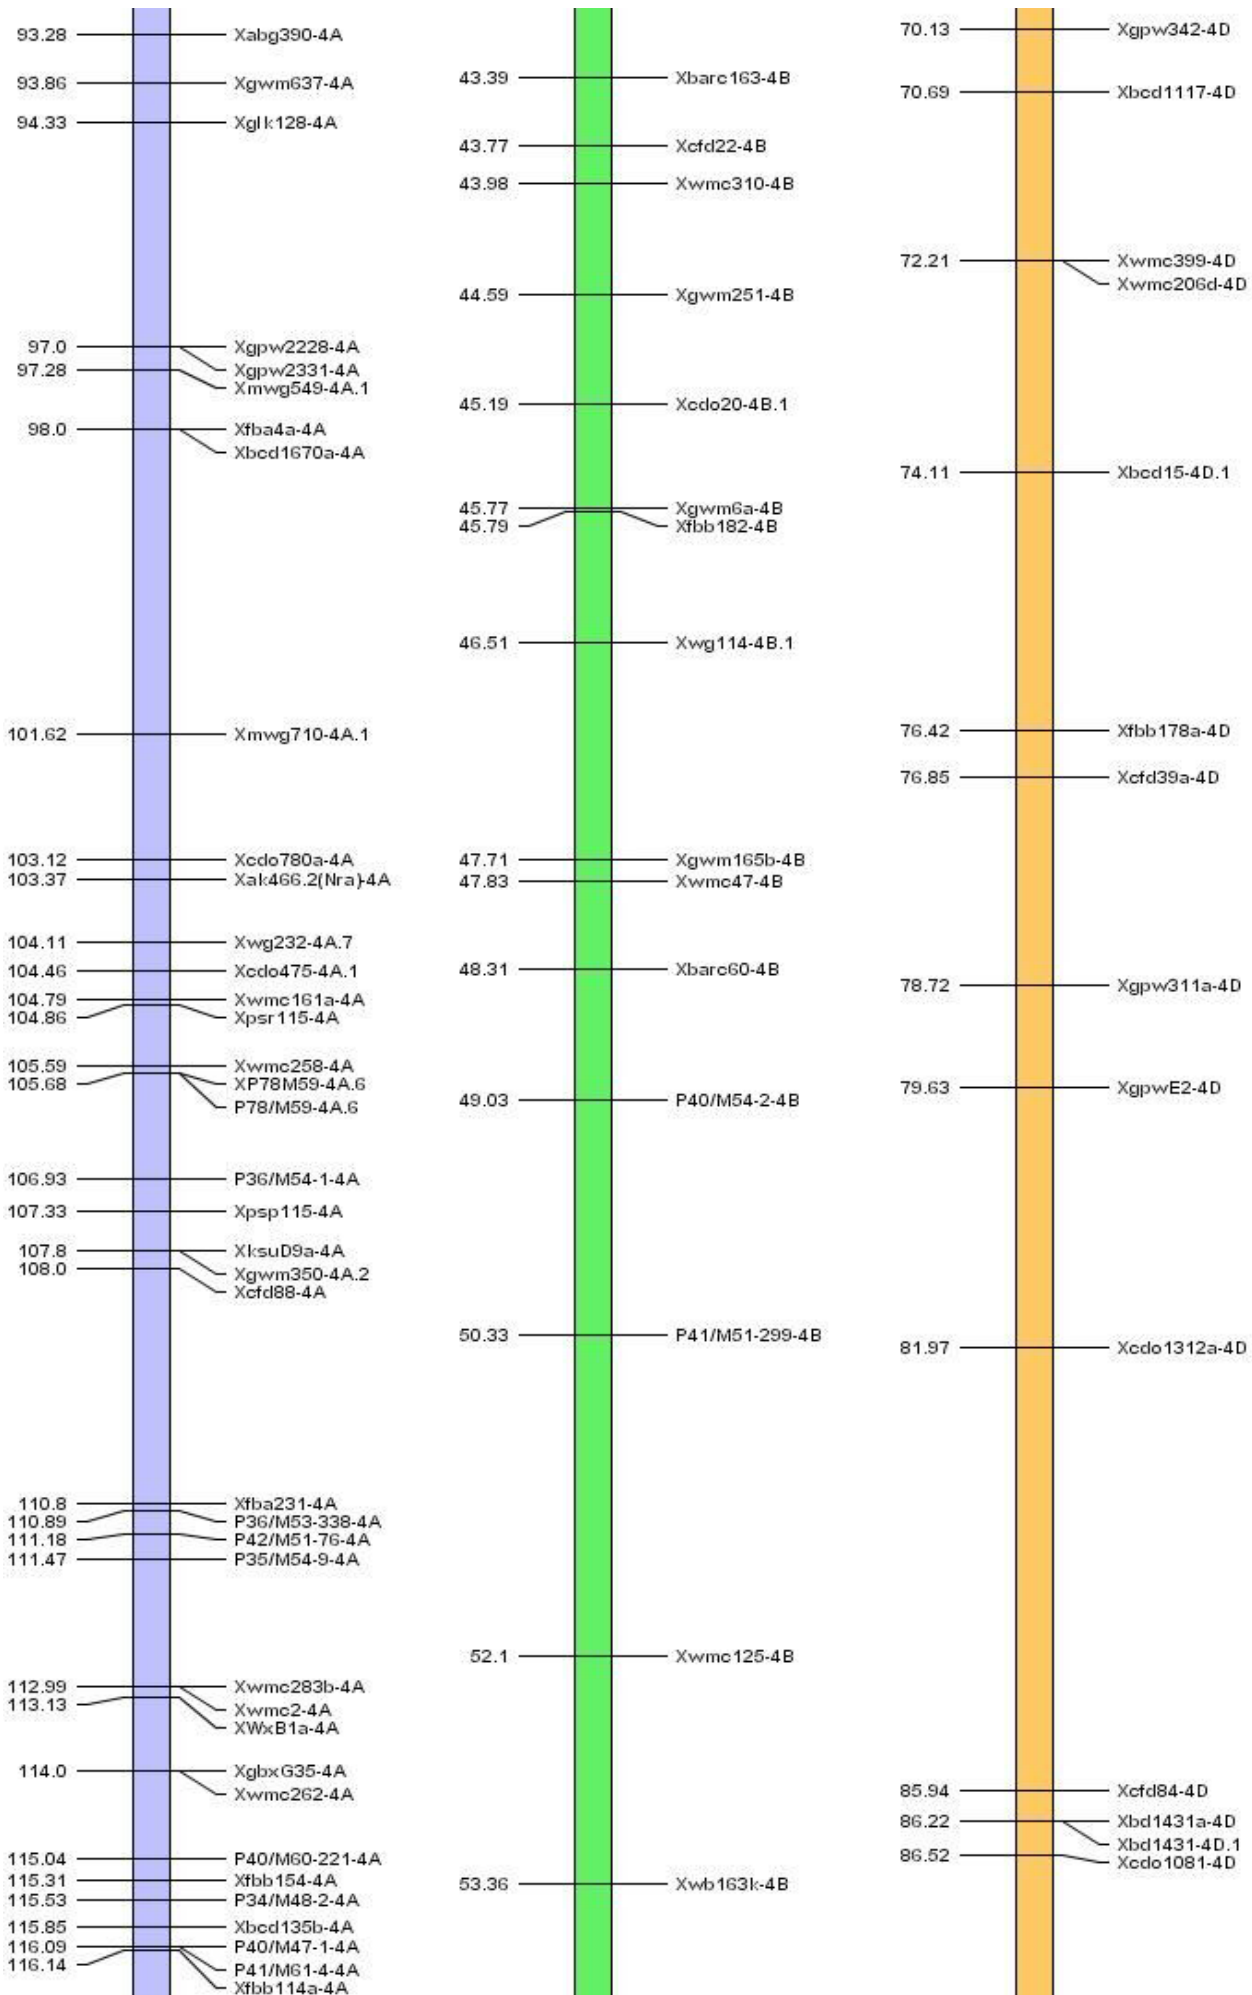 93.28 Xabg390-4A
93.86 Xgwm637-4A
94.33 Xglk128-4A
97.0 Xgpw2228-4A
Xgpw2331-4A
97.28 Xmwg549-4A.1
98.0 Xfba4a-4A
Xbcd1670a-4A
101.62 Xmwg710-4A.1
103.12 Xcdo780a-4A
103.37 Xak466.2(Nra)-4A
104.11 Xwg232-4A.7
104.46 Xcdo475-4A.1
104.79 Xwmc161a-4A
104.86 Xpsr115-4A
105.59 Xwmc258-4A
105.68 XP78M59-4A.6
P78/M59-4A.6
106.93 P36/M54-1-4A
107.33 Xpsp115-4A
107.8 XksuD9a-4A
Xgwm350-4A.2
108.0 Xcfd88-4A
110.8 Xfba231-4A
110.89 P36/M53-338-4A
111.18 P42/M51-76-4A
111.47 P35/M54-9-4A
112.99 Xwmc283b-4A
Xwmc2-4A
113.13 XWxB1a-4A
114.0 XgbxG35-4A
Xwmc262-4A
115.04 P40/M60-221-4A
115.31 Xfbb154-4A
115.53 P34/M48-2-4A
115.85 Xbcd135b-4A
116.09 P40/M47-1-4A
P41/M61-4-4A
116.14 Xfbb114a-4A
43.39 Xbarc163-4B
43.77 Xcfd22-4B
43.98 Xwmc310-4B
44.59 Xgwm251-4B
45.19 Xcdo20-4B.1
45.77 Xgwm6a-4B
45.79 Xfbb182-4B
46.51 Xwg114-4B.1
47.71 Xgwm165b-4B
47.83 Xwmc47-4B
48.31 Xbarc60-4B
49.03 P40/M54-2-4B
50.33 P41/M51-299-4B
52.1 Xwmc125-4B
53.36 Xwb163k-4B
70.13 Xgpw342-4D
70.69 Xbcd1117-4D
72.21 Xwmc399-4D
Xwmc206d-4D
74.11 Xbcd15-4D.1
76.42 Xfbb178a-4D
76.85 Xcfd39a-4D
78.72 Xgpw311a-4D
79.63 XgpwE2-4D
81.97 Xcdo1312a-4D
85.94 Xcfd84-4D
86.22 Xbd1431a-4D
Xbd1431-4D.1
86.52 Xcdo1081-4D